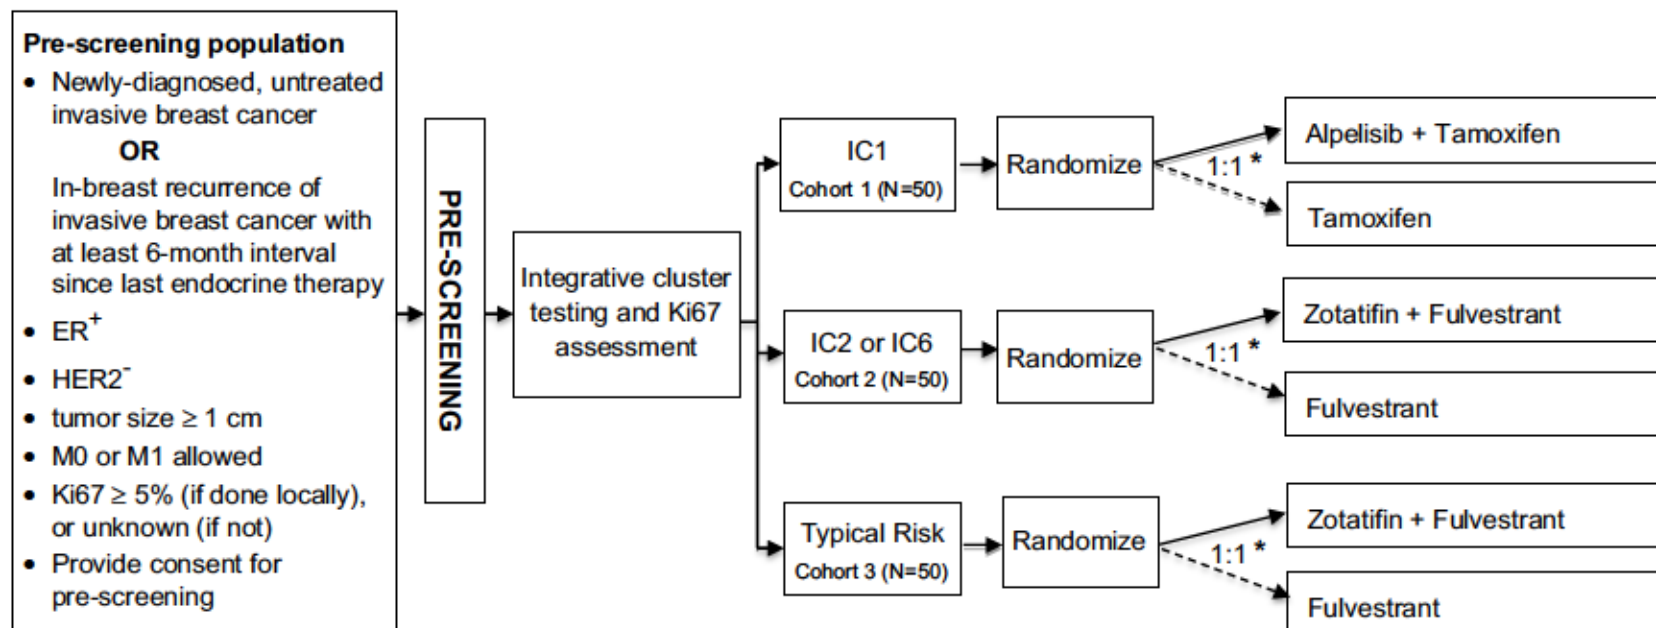 Pre-screening population
• Newly-diagnosed, untreated
invasive breast cancer
OR
In-breast recurrence of
invasive breast cancer with
at least 6-month interval
since last endocrine therapy
• ER+
• HER2-
• tumor size ≥ 1 cm
• M0 or M1 allowed
• Ki67 ≥ 5% (if done locally),
or unknown (if not)
• Provide consent for
pre-screening
PRE-SCREENING
Integrative cluster
testing and Ki67
assessment
IC1
Cohort 1 (N=50)
Randomize
1:1 *
Alpelisib + Tamoxifen
Tamoxifen
IC2 or IC6
Cohort 2 (N=50)
Randomize
1:1 *
Zotatifin + Fulvestrant
Fulvestrant
Typical Risk
Cohort 3 (N=50)
Randomize
1:1 *
Zotatifin + Fulvestrant
Fulvestrant